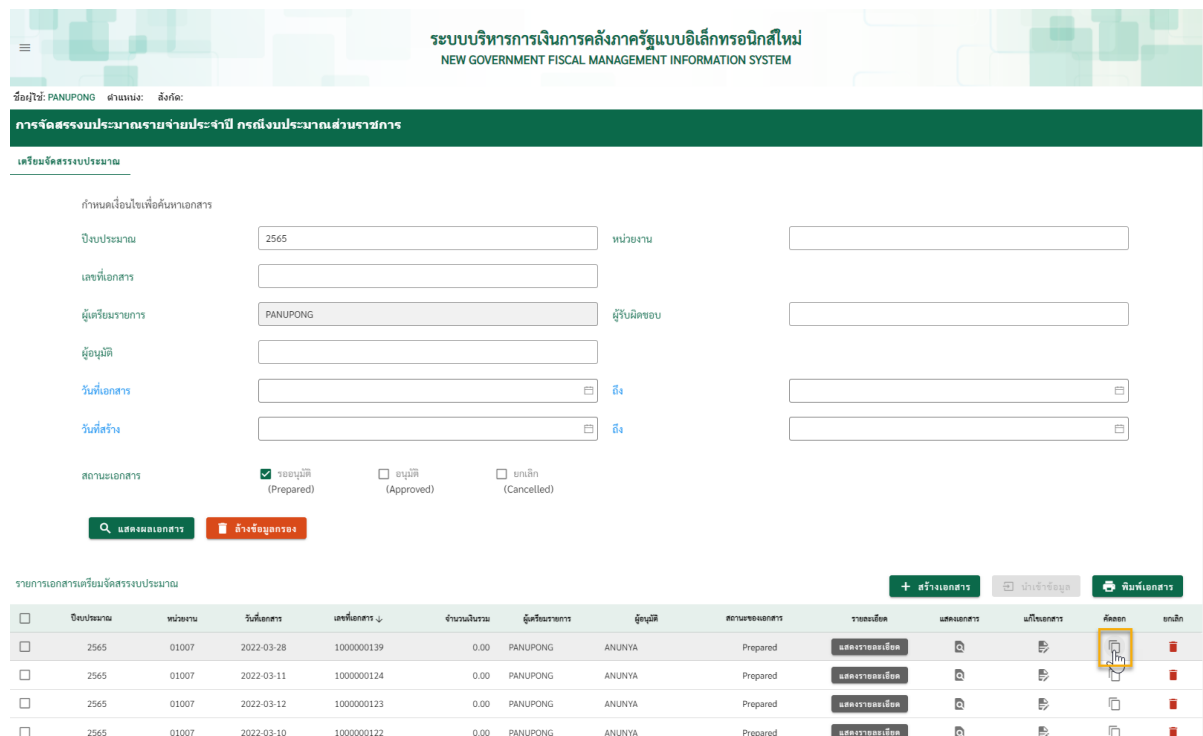 ระบบบริหารการเงินการคลังภาครัฐแบบอิเล็กทรอนิกส์ใหม่
NEW GOVERNMENT FISCAL MANAGEMENT INFORMATION SYSTEM
ชื่อผู้ใช้: PANUPONG ตำแหน่ง: สังกัด:
การจัดสรรงบประมาณรายจ่ายประจำปี กรณีงบประมาณส่วนราชการ
เตรียมจัดสรรงบประมาณ
กำหนดเงื่อนไขเพื่อค้นหาเอกสาร
ปีงบประมาณ 2565 หน่วยงาน
เลขที่เอกสาร
ผู้เตรียมรายการ PANUPONG ผู้รับผิดชอบ
ผู้อนุมัติ
วันที่เอกสาร ถึง
วันที่สร้าง ถึง
สถานะเอกสาร รออนุมัติ อนุมัติ ยกเลิก
(Prepared) (Approved) (Cancelled)
แสดงผลเอกสาร ล้างข้อมูลกรอง
รายการเอกสารเตรียมจัดสรรงบประมาณ + สร้างเอกสาร นำเข้าข้อมูล พิมพ์เอกสาร
ปีงบประมาณ หน่วยงาน วันที่เอกสาร เลขที่เอกสาร ↓ จำนวนเงินรวม ผู้เตรียมรายการ ผู้อนุมัติ สถานะของเอกสาร รายละเอียด แสดงเอกสาร แก้ไขเอกสาร คัดลอก ยกเลิก
2565 01007 2022-03-28 1000000139 0.00 PANUPONG ANUNYA Prepared แสดงรายละเอียด
2565 01007 2022-03-11 1000000124 0.00 PANUPONG ANUNYA Prepared แสดงรายละเอียด
2565 01007 2022-03-12 1000000123 0.00 PANUPONG ANUNYA Prepared แสดงรายละเอียด
2565 01007 2022-03-10 1000000122 0.00 PANUPONG ANUNYA Prepared แสดงรายละเอียด